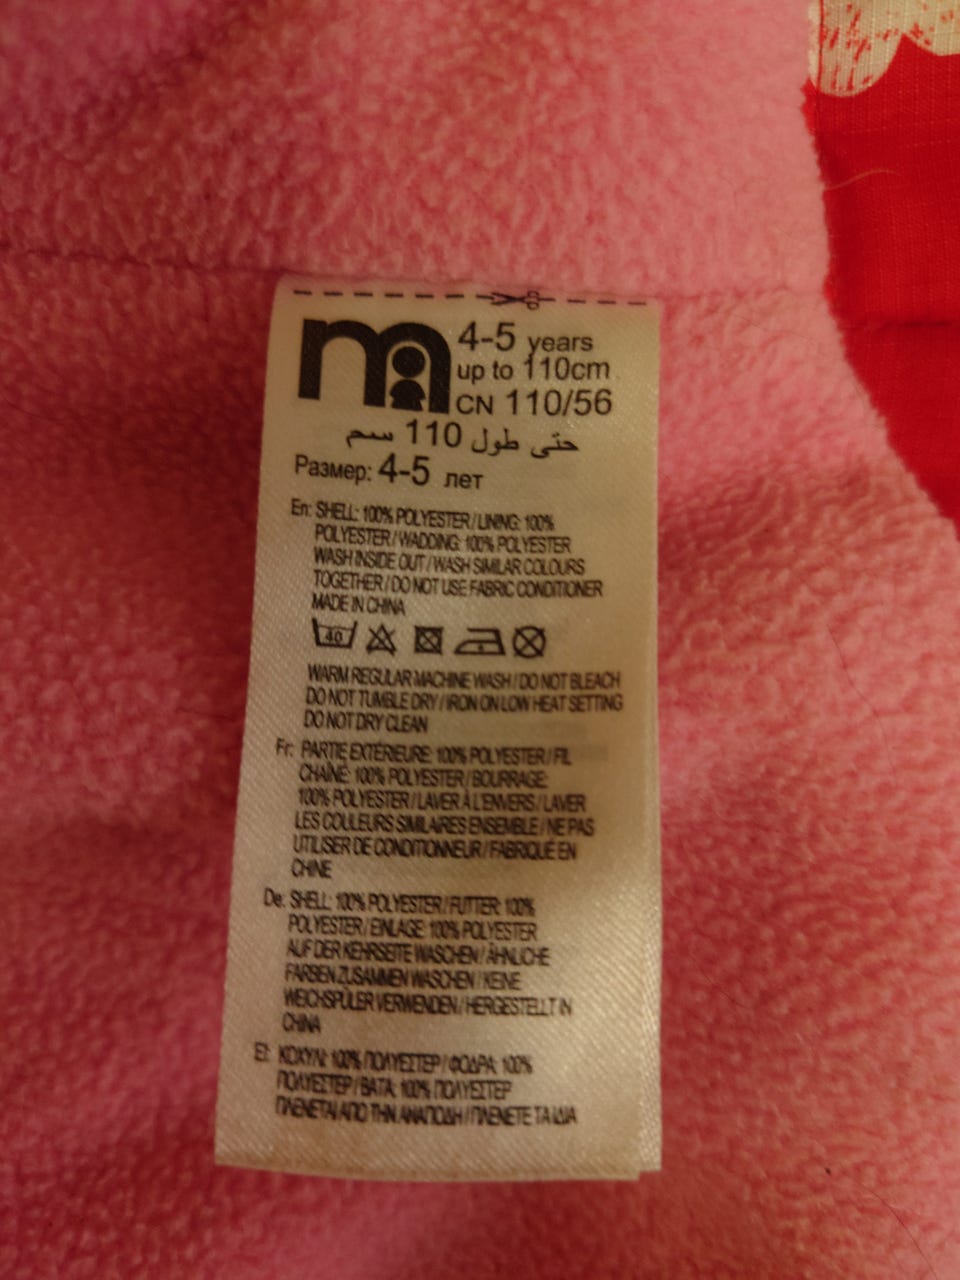 m
4-5 years
up to 110cm
CN 110/56
حتى طول 110 سم
Размер: 4-5 лет
En: SHELL: 100% POLYESTER / LINING: 100%
POLYESTER / WADDING: 100% POLYESTER
WASH INSIDE OUT / WASH SIMILAR COLOURS
TOGETHER / DO NOT USE FABRIC CONDITIONER
MADE IN CHINA
40
WARM REGULAR MACHINE WASH / DO NOT BLEACH
DO NOT TUMBLE DRY / IRON ON LOW HEAT SETTING
DO NOT DRY CLEAN
Fr: PARTIE EXTÉRIEURE: 100% POLYESTER / FIL
CHAÎNE: 100% POLYESTER / BOURRAGE:
100% POLYESTER / LAVER À L'ENVERS / LAVER
LES COULEURS SIMILAIRES ENSEMBLE / NE PAS
UTILISER DE CONDITIONNEUR / FABRIQUÉ EN
CHINE
De: SHELL: 100% POLYESTER / FUTTER: 100%
POLYESTER / EINLAGE: 100% POLYESTER
AUF DER KEHRSEITE WASCHEN / ÄHNLICHE
FARBEN ZUSAMMEN WASCHEN / KEINE
WEICHSPÜLER VERWENDEN / HERGESTELLT IN
CHINA
El: ΚΟΧΥΛΙ: 100% ΠΟΛΥΕΣΤΕΡ / ΦΟΔΡΑ: 100%
ΠΟΛΥΕΣΤΕΡ / ΒΑΤΑ: 100% ΠΟΛΥΕΣΤΕΡ
ΠΛΕΝΕΤΑΙ ΑΠΟ ΤΗΝ ΑΝΑΠΟΔΗ / ΠΛΕΝΕΤΕ ΤΑ ΙΔΙΑ